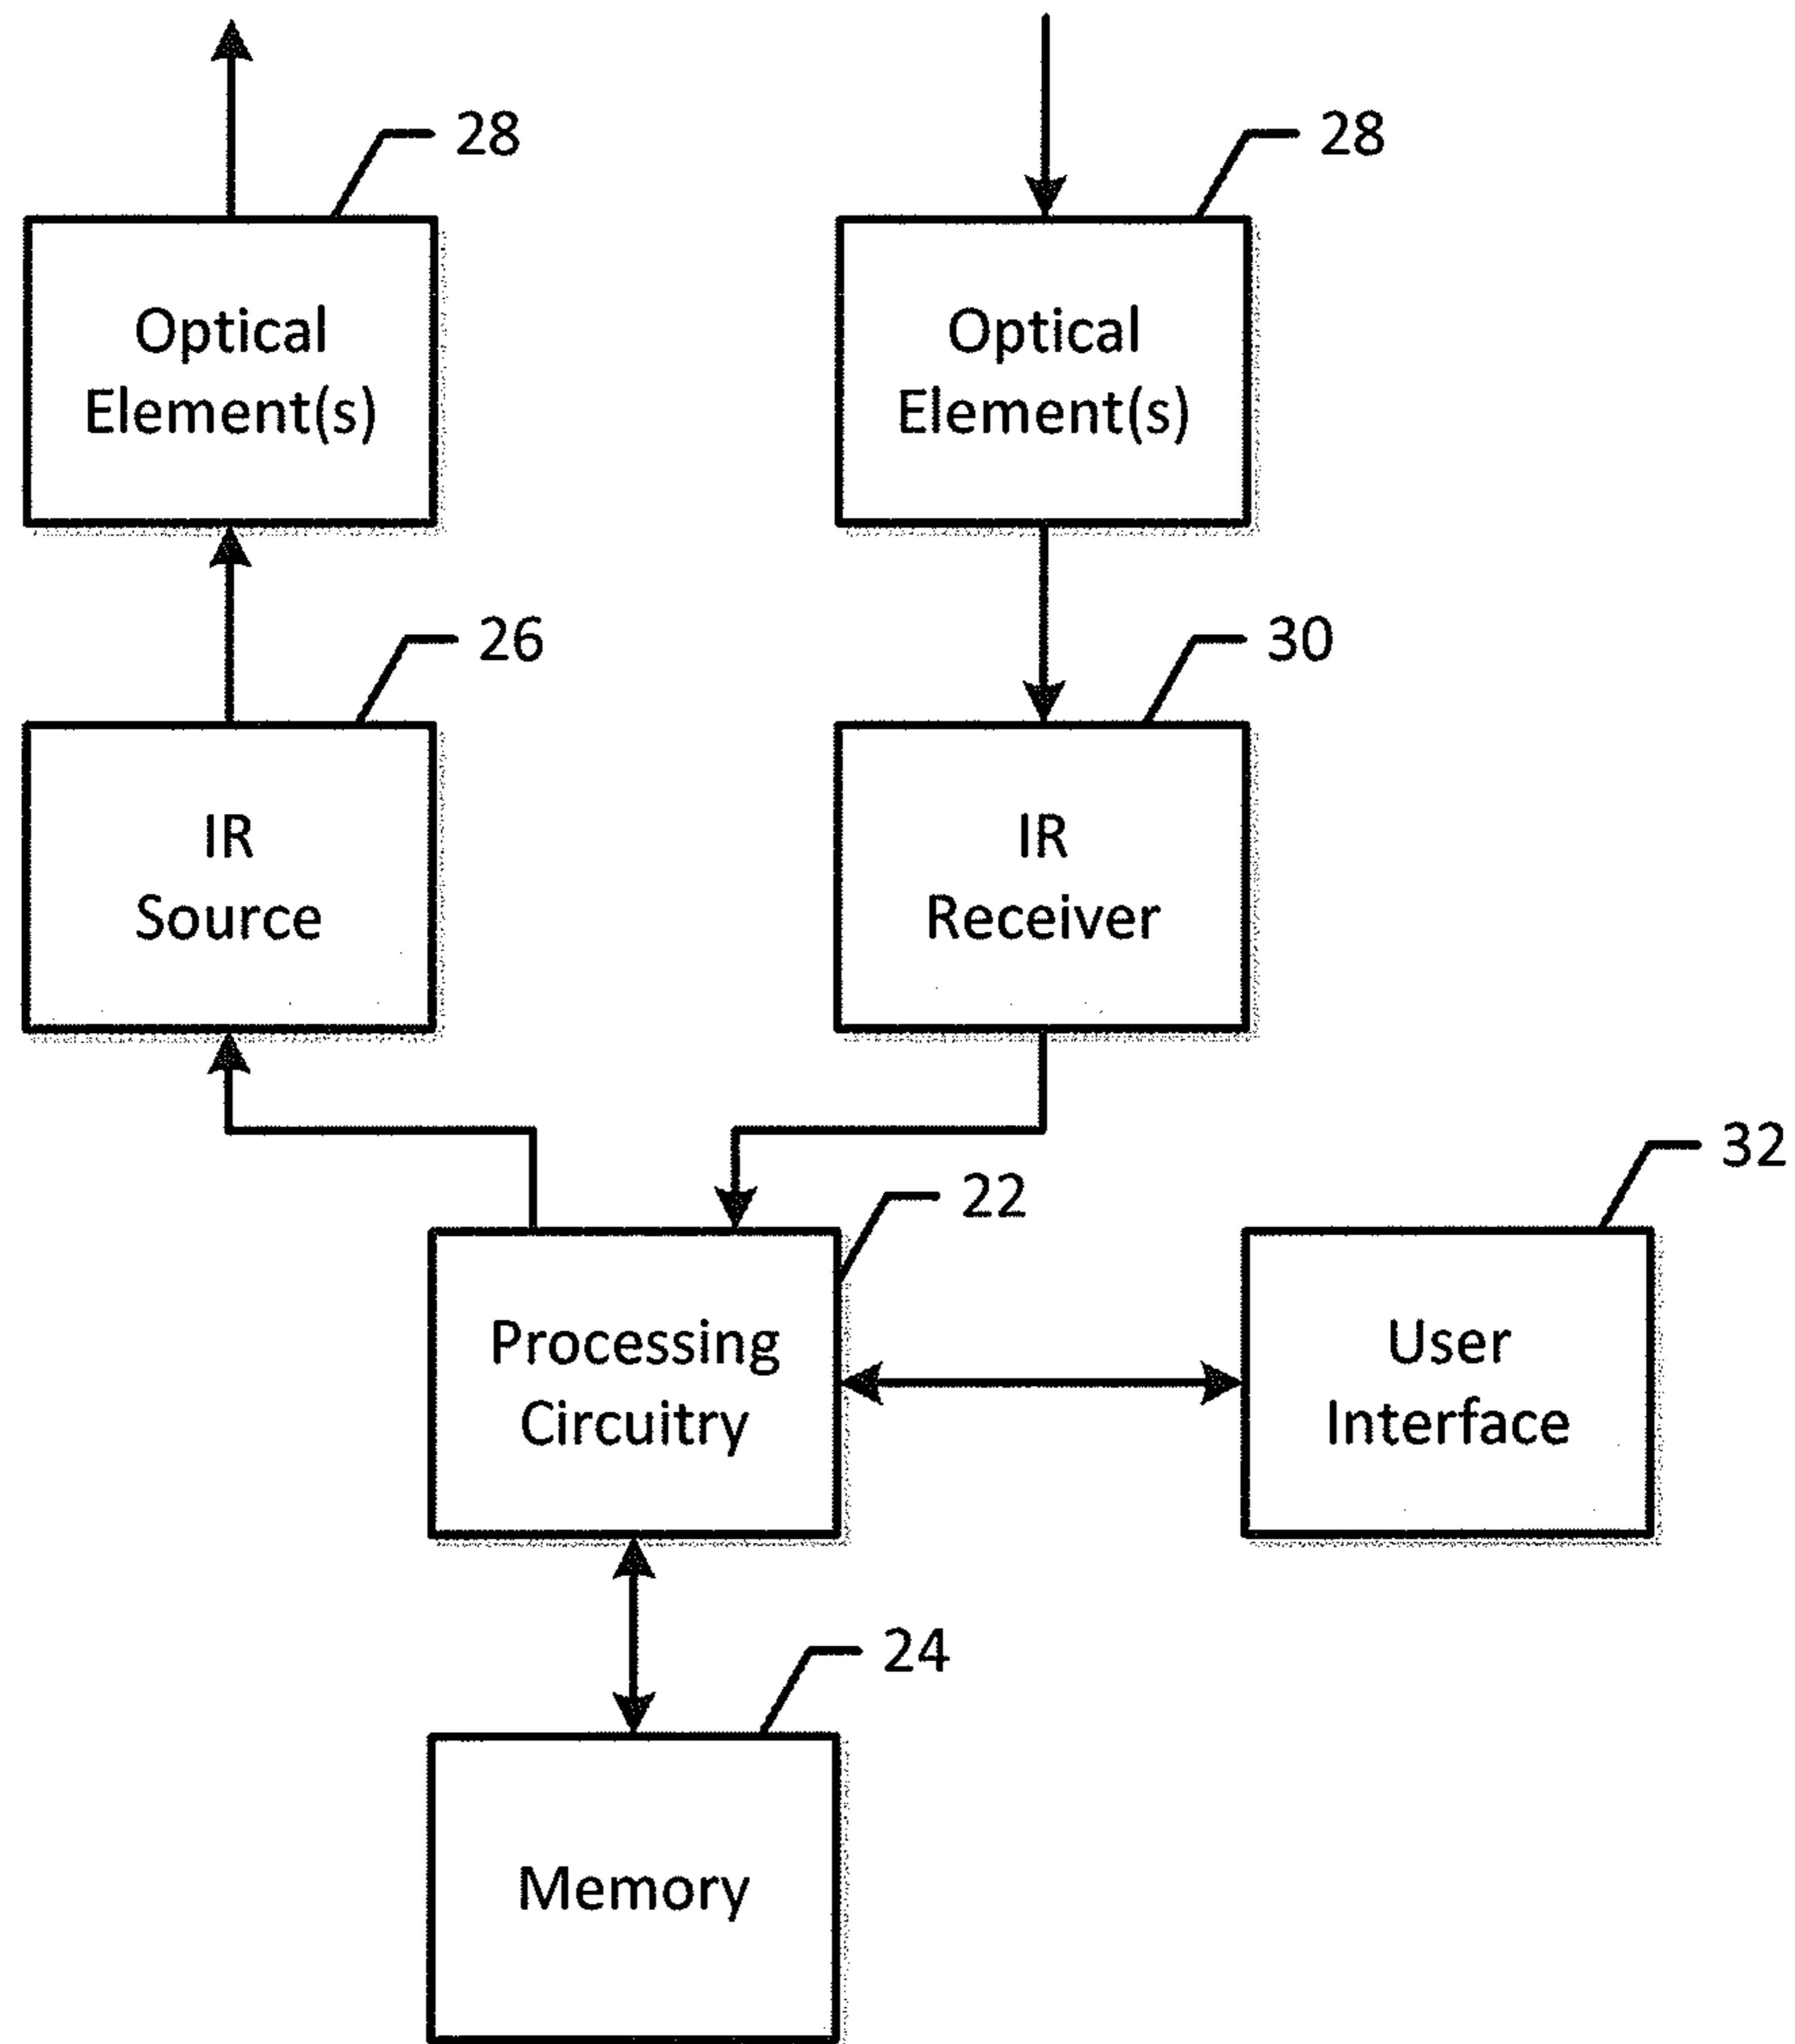 28
28
Optical
Element(s)
Optical
Element(s)
26
30
IR
Source
IR
Receiver
32
22
Processing
Circuitry
User
Interface
24
Memory